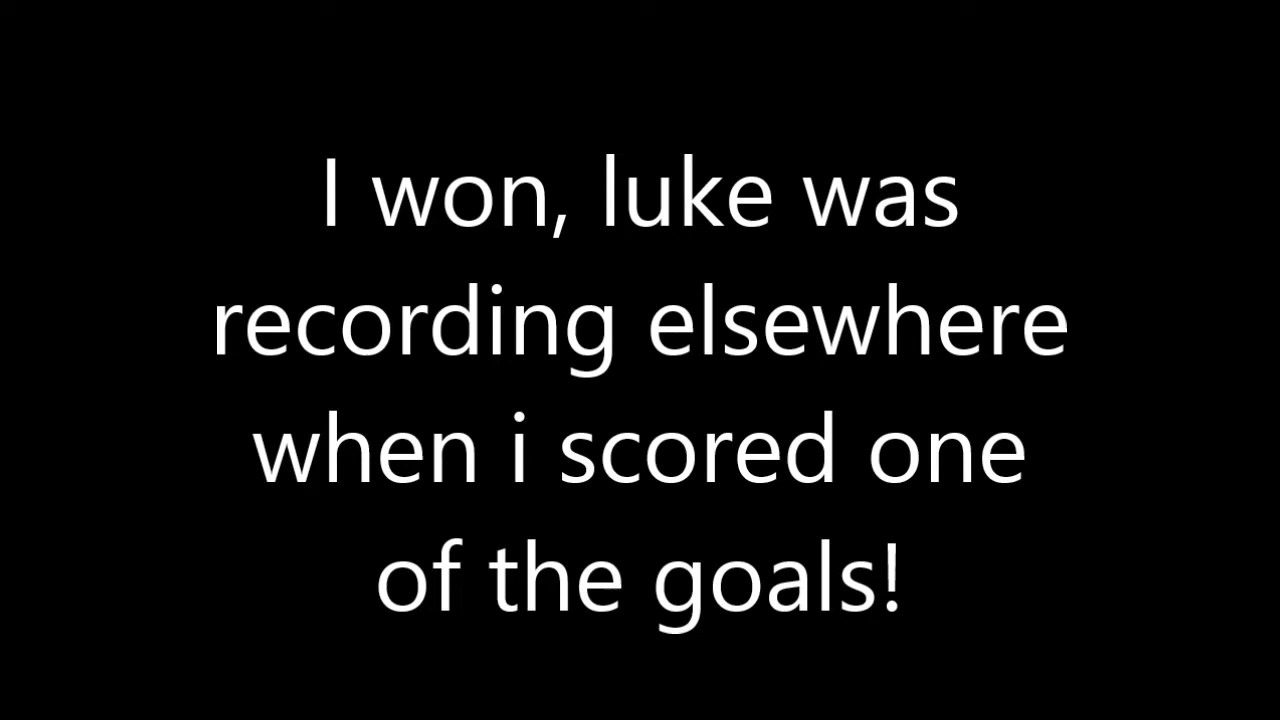 I won, luke was
recording elsewhere
when i scored one
of the goals!